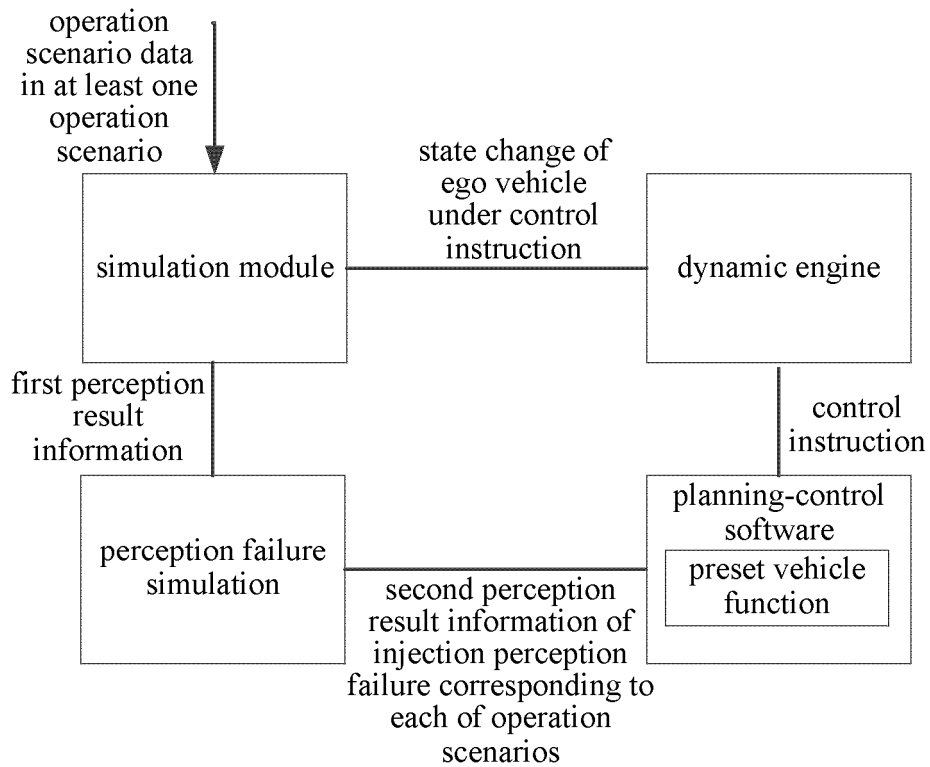 operation
scenario data
in at least one
operation
scenario
state change of
ego vehicle
under control
instruction
simulation module
dynamic engine
first perception
result
information
control
instruction
perception failure
simulation
planning-control
software
preset vehicle
function
second perception
result information of
injection perception
failure corresponding to
each of operation
scenarios